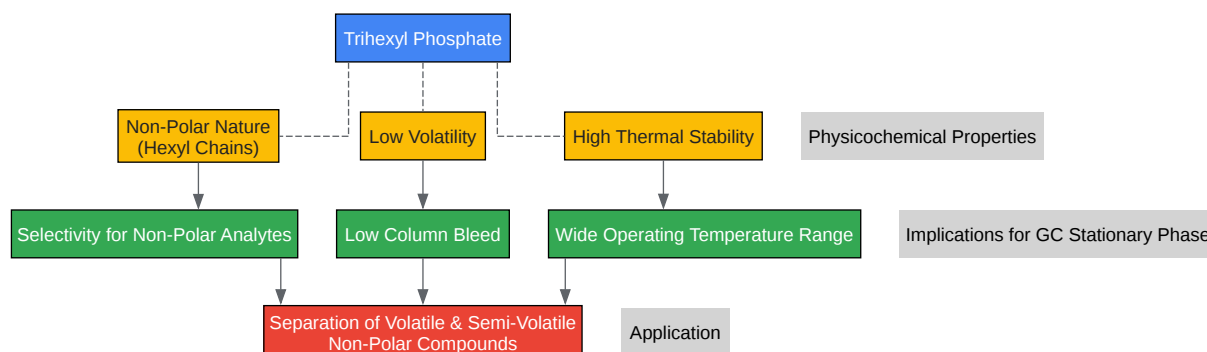 Trihexyl Phosphate
Non-Polar Nature
(Hexyl Chains)
Low Volatility
High Thermal Stability
Physicochemical Properties
Selectivity for Non-Polar Analytes
Low Column Bleed
Wide Operating Temperature Range
Implications for GC Stationary Phase
Separation of Volatile & Semi-Volatile
Non-Polar Compounds
Application